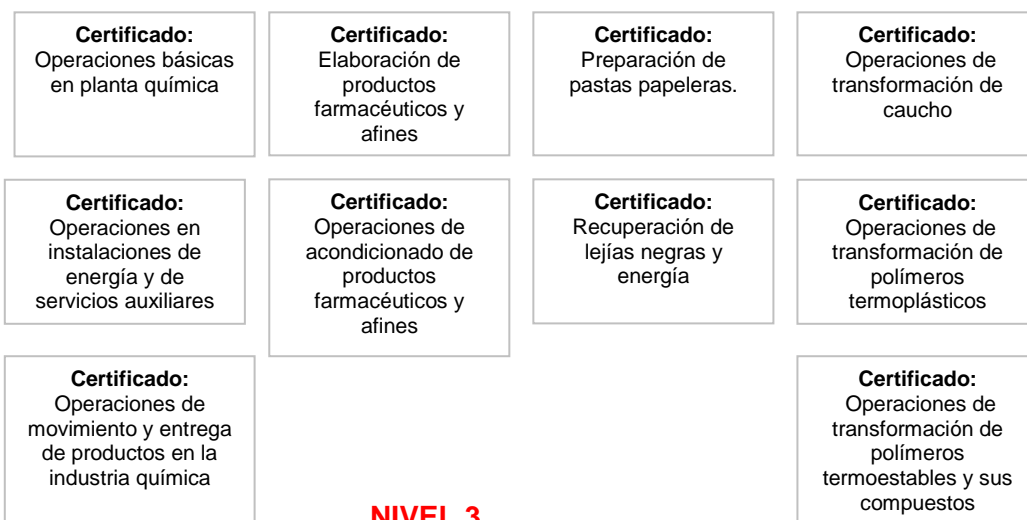 Certificado:
Operaciones básicas
en planta química
Certificado:
Elaboración de
productos
farmacéuticos y
afines
Certificado:
Preparación de
pastas papeleras.
Certificado:
Operaciones de
transformación de
caucho
Certificado:
Operaciones en
instalaciones de
energía y de
servicios auxiliares
Certificado:
Operaciones de
acondicionado de
productos
farmacéuticos y
afines
Certificado:
Recuperación de
lejías negras y
energía
Certificado:
Operaciones de
transformación de
polímeros
termoplásticos
Certificado:
Operaciones de
movimiento y entrega
de productos en la
industria química
Certificado:
Operaciones de
transformación de
polímeros
termoestables y sus
compuestos
NIVEL 3